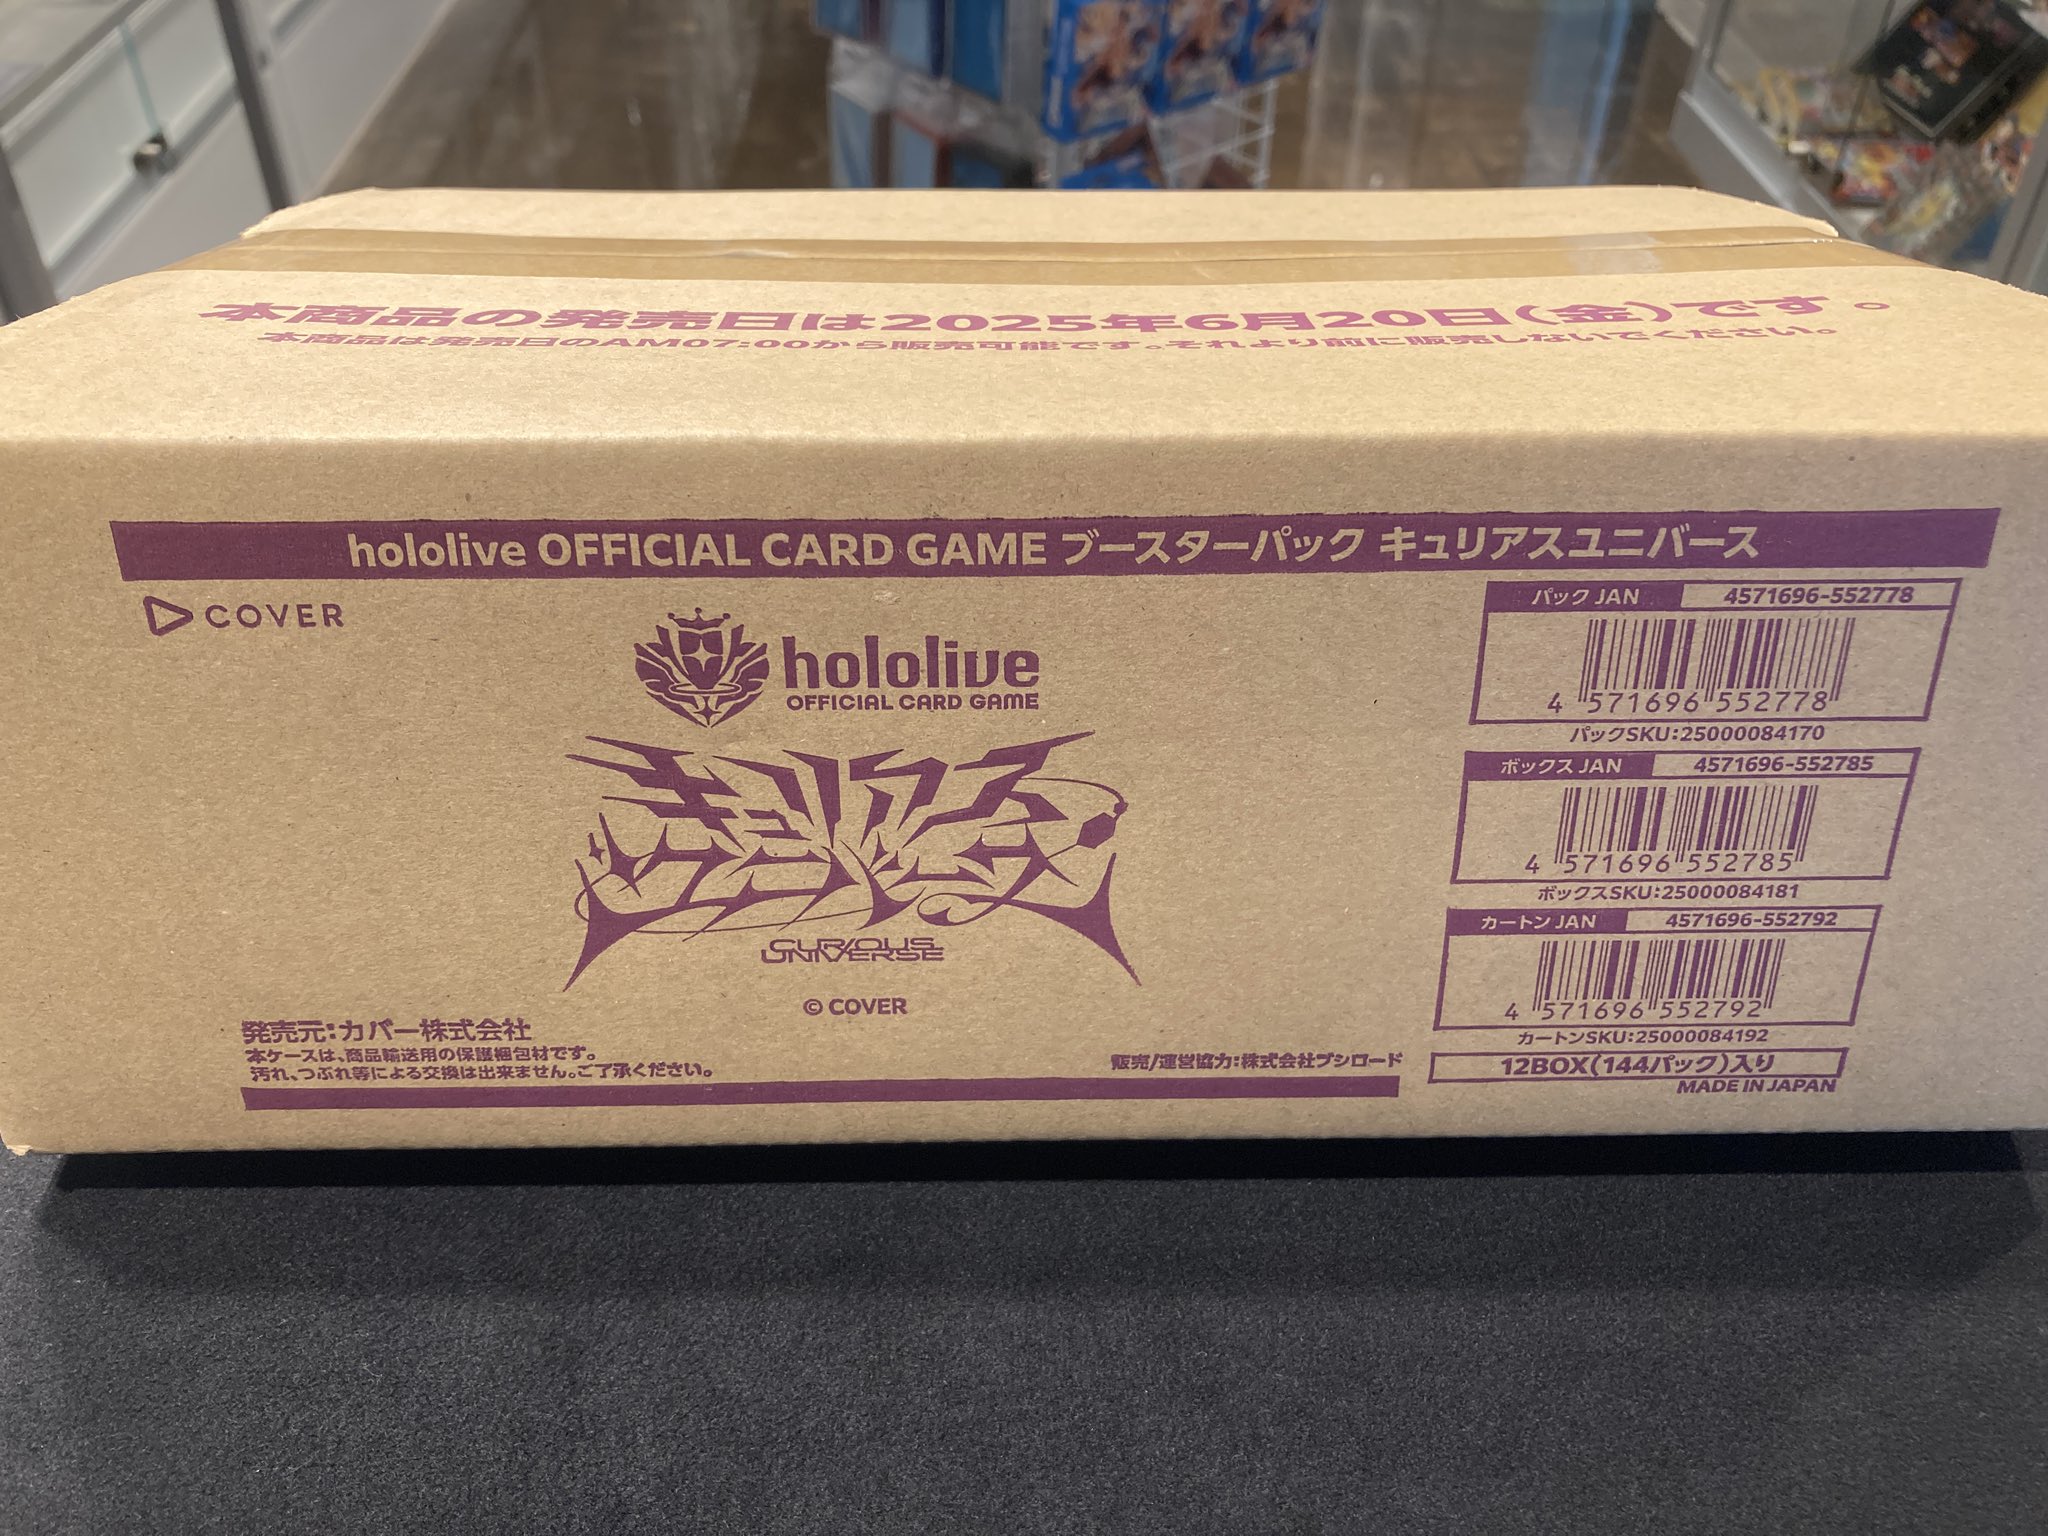 本商品の発売日は2025年6月20日(金)です。
本商品は発売日のAM07:00から販売可能です。それより前に販売しないでください。
hololive OFFICIAL CARD GAME ブースターパック キュリアスユニバース
COVER
hololive
OFFICIAL CARD GAME
キュリアスユニバース
CURIOUS
UNIVERSE
© COVER
パック JAN 4571696-552778
4 571696 552778
パックSKU:25000084170
ボックス JAN 4571696-552785
4 571696 552785
ボックスSKU:25000084181
カートン JAN 4571696-552792
4 571696 552792
カートンSKU:25000084192
12BOX(144パック)入り
MADE IN JAPAN
発売元:カバー株式会社
本ケースは、商品輸送用の保護梱包材です。
汚れ、つぶれ等による交換は出来ません。ご了承ください。
販売/運営協力:株式会社ブシロード